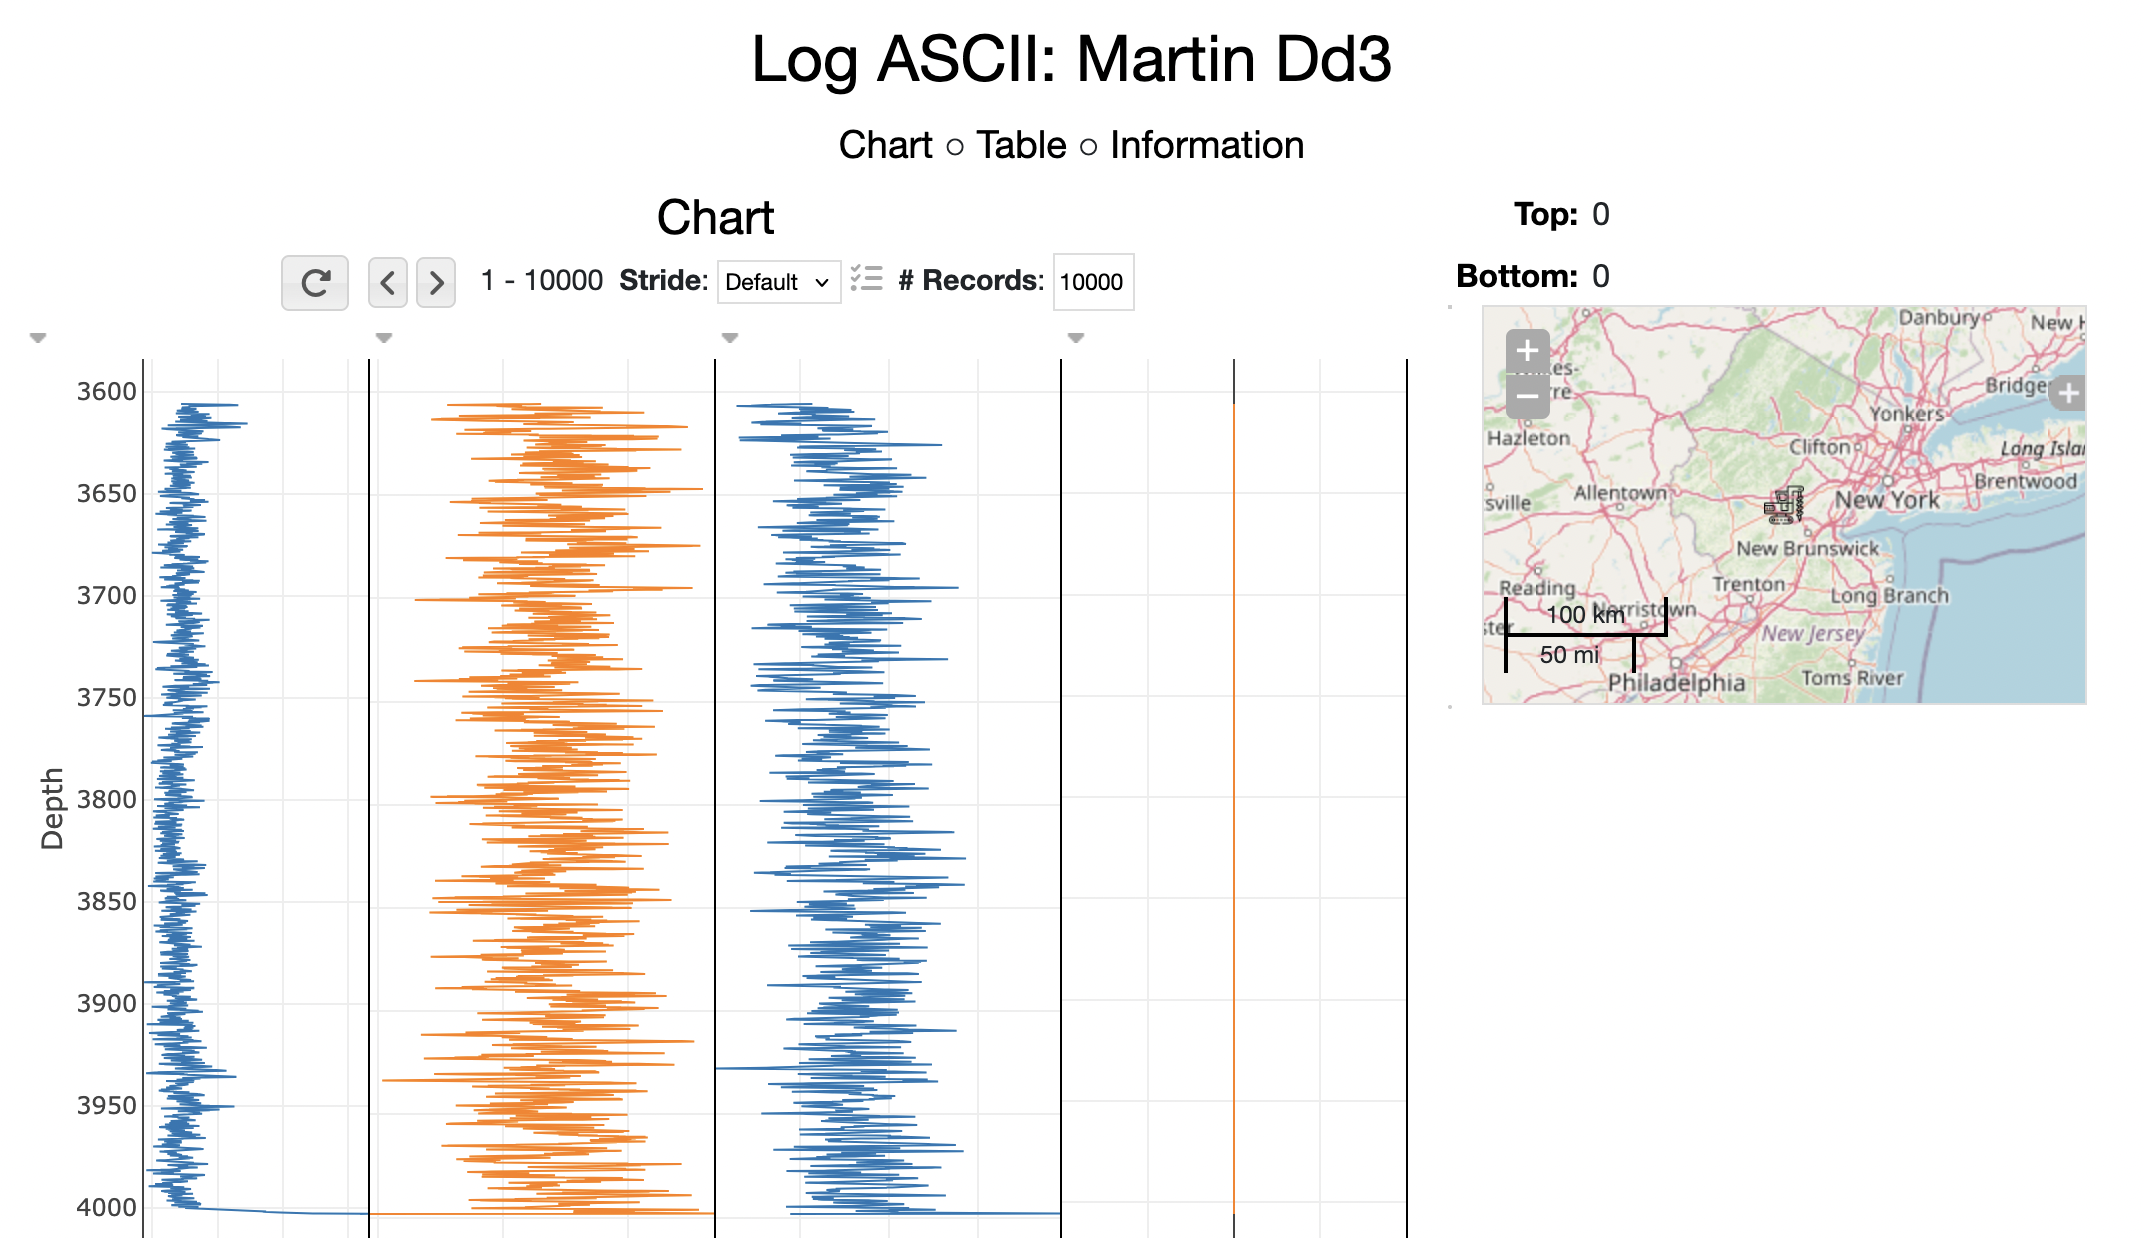 Log ASCII: Martin Dd3
Chart ○ Table ○ Information
Chart
1 - 10000 Stride: Default # Records: 10000
Top: 0
Bottom: 0
Depth
3600
3650
3700
3750
3800
3850
3900
3950
4000
+
−
+
Danbury
New H
Bridge
Yonkers
Hazleton
Clifton
Long Islan
Allentown
Brentwood
sville
New York
New Brunswick
Reading
Trenton
Long Branch
Norristown
100 km
ster
New Jersey
50 mi
Philadelphia
Toms River